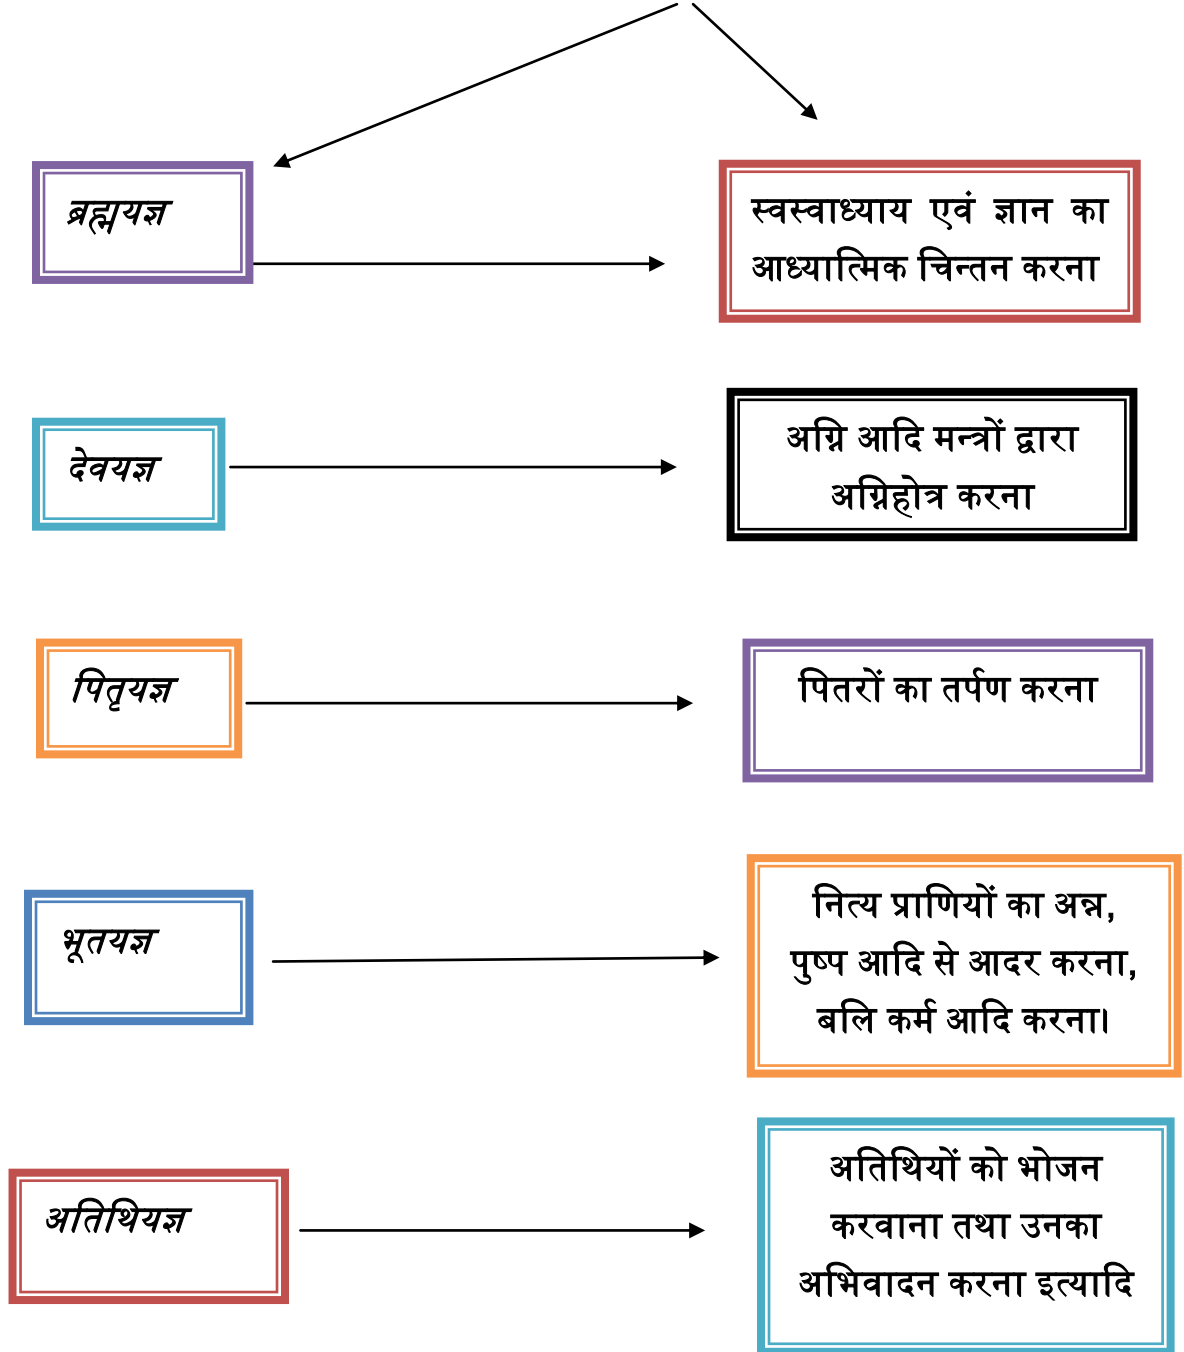 ब्रह्मयज्ञ
स्वस्वाध्याय एवं ज्ञान का
आध्यात्मिक चिन्तन करना
देवयज्ञ
अग्नि आदि मन्त्रों द्वारा
अग्निहोत्र करना
पितृयज्ञ
पितरों का तर्पण करना
भूतयज्ञ
नित्य प्राणियों का अन्न,
पुष्प आदि से आदर करना,
बलि कर्म आदि करना।
अतिथियज्ञ
अतिथियों को भोजन
करवाना तथा उनका
अभिवादन करना इत्यादि